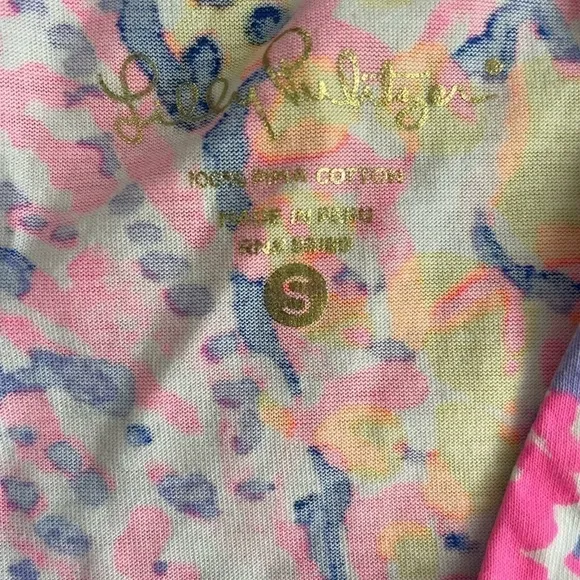 Lilly Pulitzer®
100% PIMA COTTON
MADE IN PERU
S